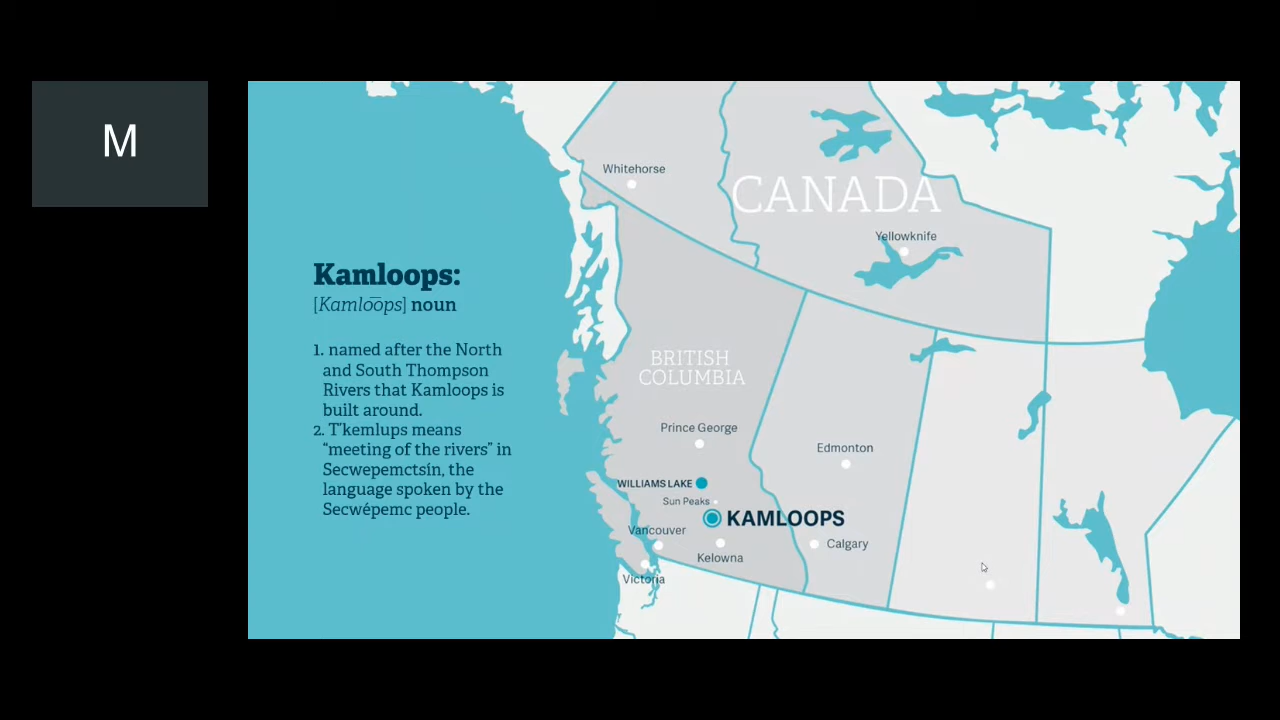 M
Kamloops:
[Kamlo͞ops] noun
1. named after the North
and South Thompson
Rivers that Kamloops is
built around.
2. T'kemlups means
“meeting of the rivers” in
Secwepemctsín, the
language spoken by the
Secwépemc people.
Whitehorse
CANADA
Yellowknife
BRITISH
COLUMBIA
Prince George
Edmonton
WILLIAMS LAKE
Sun Peaks
KAMLOOPS
Vancouver
Calgary
Kelowna
Victoria